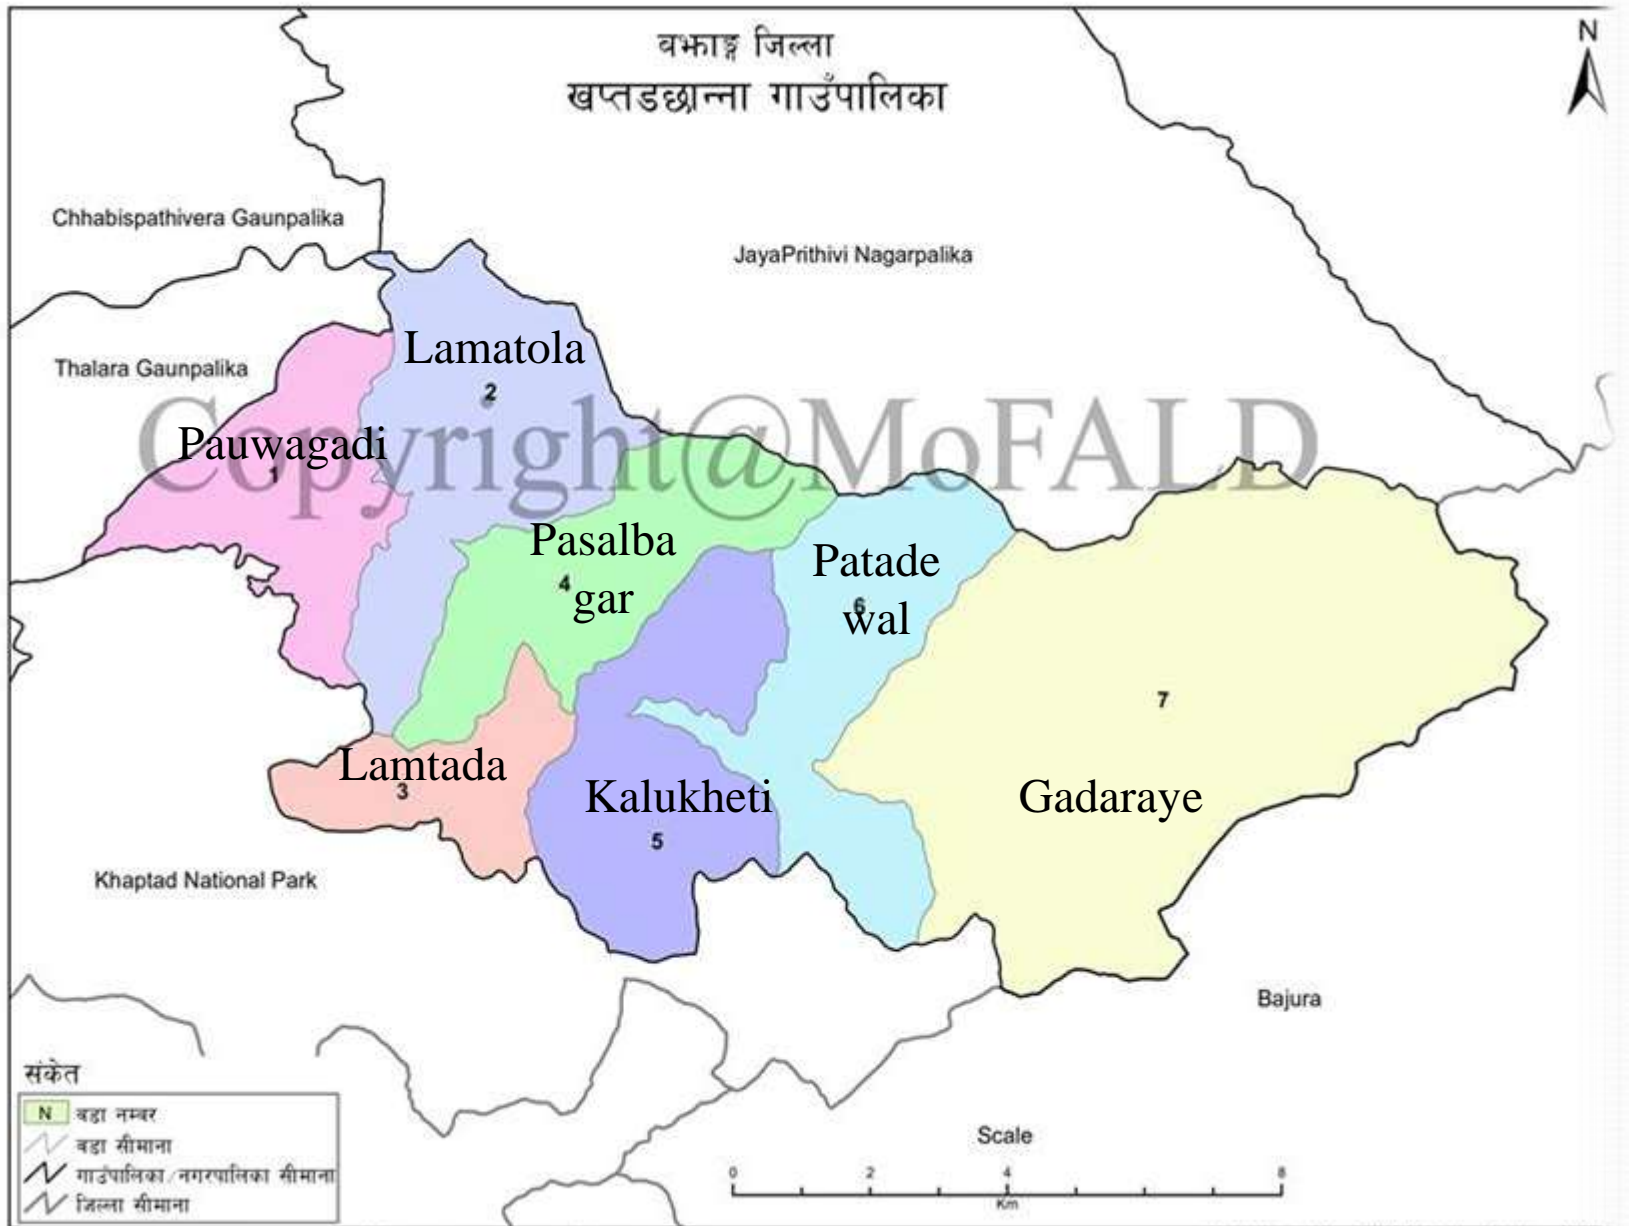 वझाङ्ग जिल्ला
खप्तडछान्ना गाउँपालिका
N
Chhabispathivera Gaunpalika
JayaPrithivi Nagarpalika
Thalara Gaunpalika
Lamatola
2
Copyright@MoFALD
Pauwagadi
1
Pasalba
4
gar
Patade
6
wal
7
Lamtada
3
Kalukheti
5
Gadaraye
Khaptad National Park
Bajura
संकेत
N वडा नम्बर
वडा सीमाना
गाउंपालिका/नगरपालिका सीमाना
जिल्ला सीमाना
Scale
0 2 4 8
Km